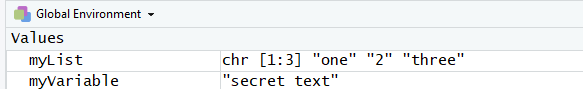 Global Environment
Values
myList chr [1:3] "one" "2" "three"
myVariable "secret text"